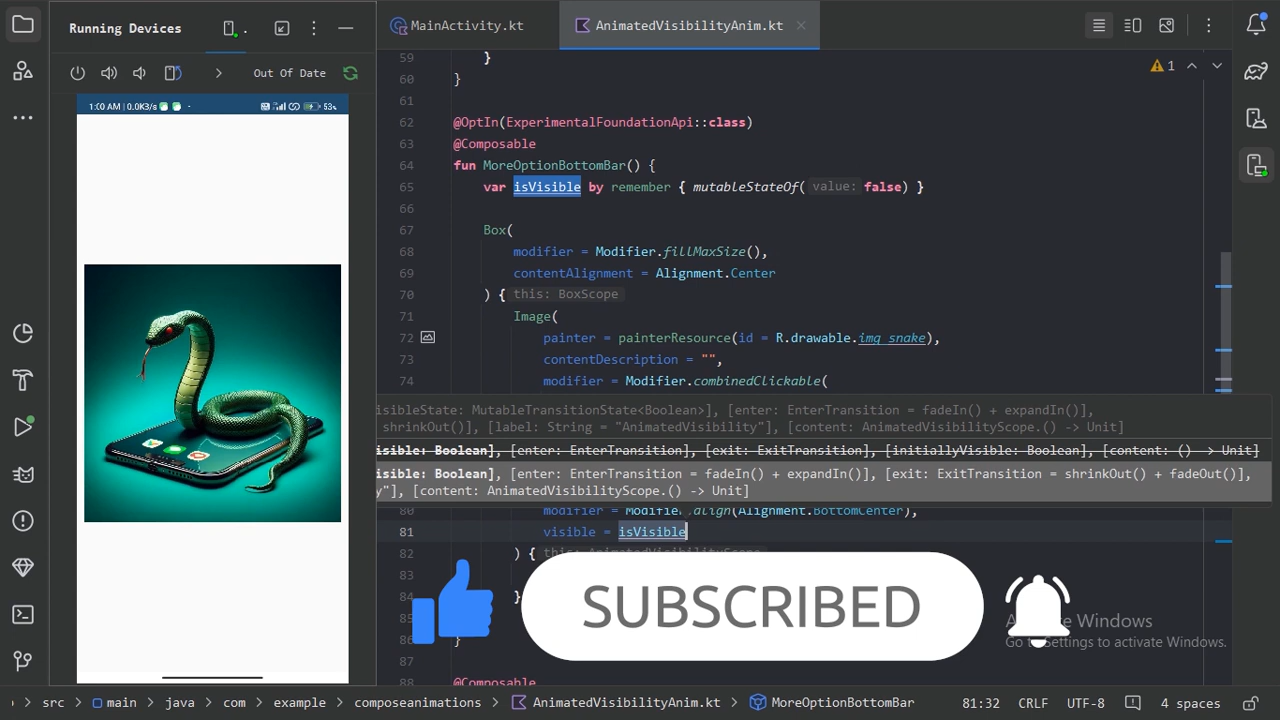 Running Devices
MainActivity.kt
AnimatedVisibilityAnim.kt
Out Of Date
1
1:00 AM | 0.0K/s
53%
59 }
60 }
61
62 @OptIn(ExperimentalFoundationApi::class)
63 @Composable
64 fun MoreOptionBottomBar() {
65 var isVisible by remember { mutableStateOf( value: false) }
66
67 Box(
68 modifier = Modifier.fillMaxSize(),
69 contentAlignment = Alignment.Center
70 ) { this: BoxScope
71 Image(
72 painter = painterResource(id = R.drawable.img_snake),
73 contentDescription = "",
74 modifier = Modifier.combinedClickable(
isibleState: MutableTransitionState<Boolean>], [enter: EnterTransition = fadeIn() + expandIn()],
shrinkOut()], [label: String = "AnimatedVisibility"], [content: AnimatedVisibilityScope.() -> Unit]
isible: Boolean], [enter: EnterTransition], [exit: ExitTransition], [initiallyVisible: Boolean], [content: () -> Unit]
isible: Boolean], [enter: EnterTransition = fadeIn() + expandIn()], [exit: ExitTransition = shrinkOut() + fadeOut()],
y"], [content: AnimatedVisibilityScope.() -> Unit]
80 modifier = Modifier.align(Alignment.BottomCenter),
81 visible = isVisible
82 ) { this: AnimatedVisibilityScope
83
84 }
85
86 }
87
88 @Composable
SUBSCRIBED
Activate Windows
Go to Settings to activate Windows.
src > main > java > com > example > composeanimations > AnimatedVisibilityAnim.kt > MoreOptionBottomBar
81:32 CRLF UTF-8 4 spaces